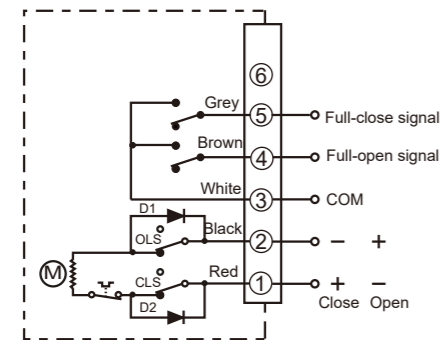 ⑥
Grey ⑤ Full-close signal
Brown ④ Full-open signal
White ③ COM
D1
OLS Black ② − +
M CLS Red ① + −
D2 Close Open